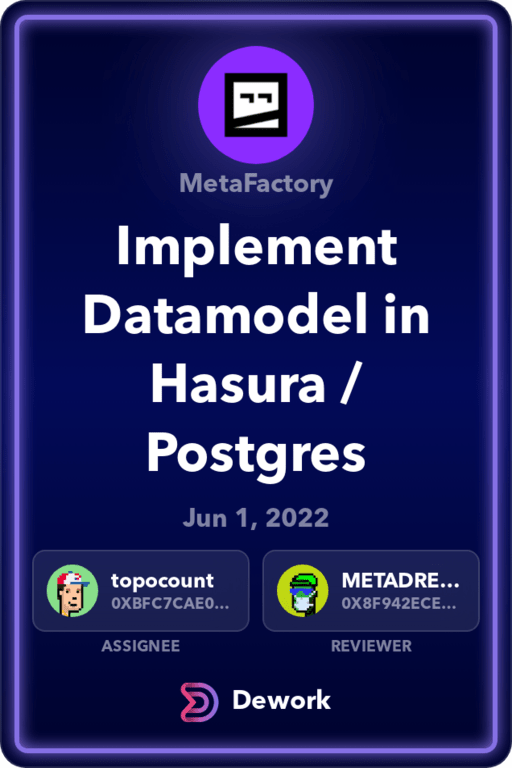 MetaFactory
Implement
Datamodel in
Hasura /
Postgres
Jun 1, 2022
topocount
0XBFC7CAE0...
ASSIGNEE
METADRE...
0X8F942ECE...
REVIEWER
Dework